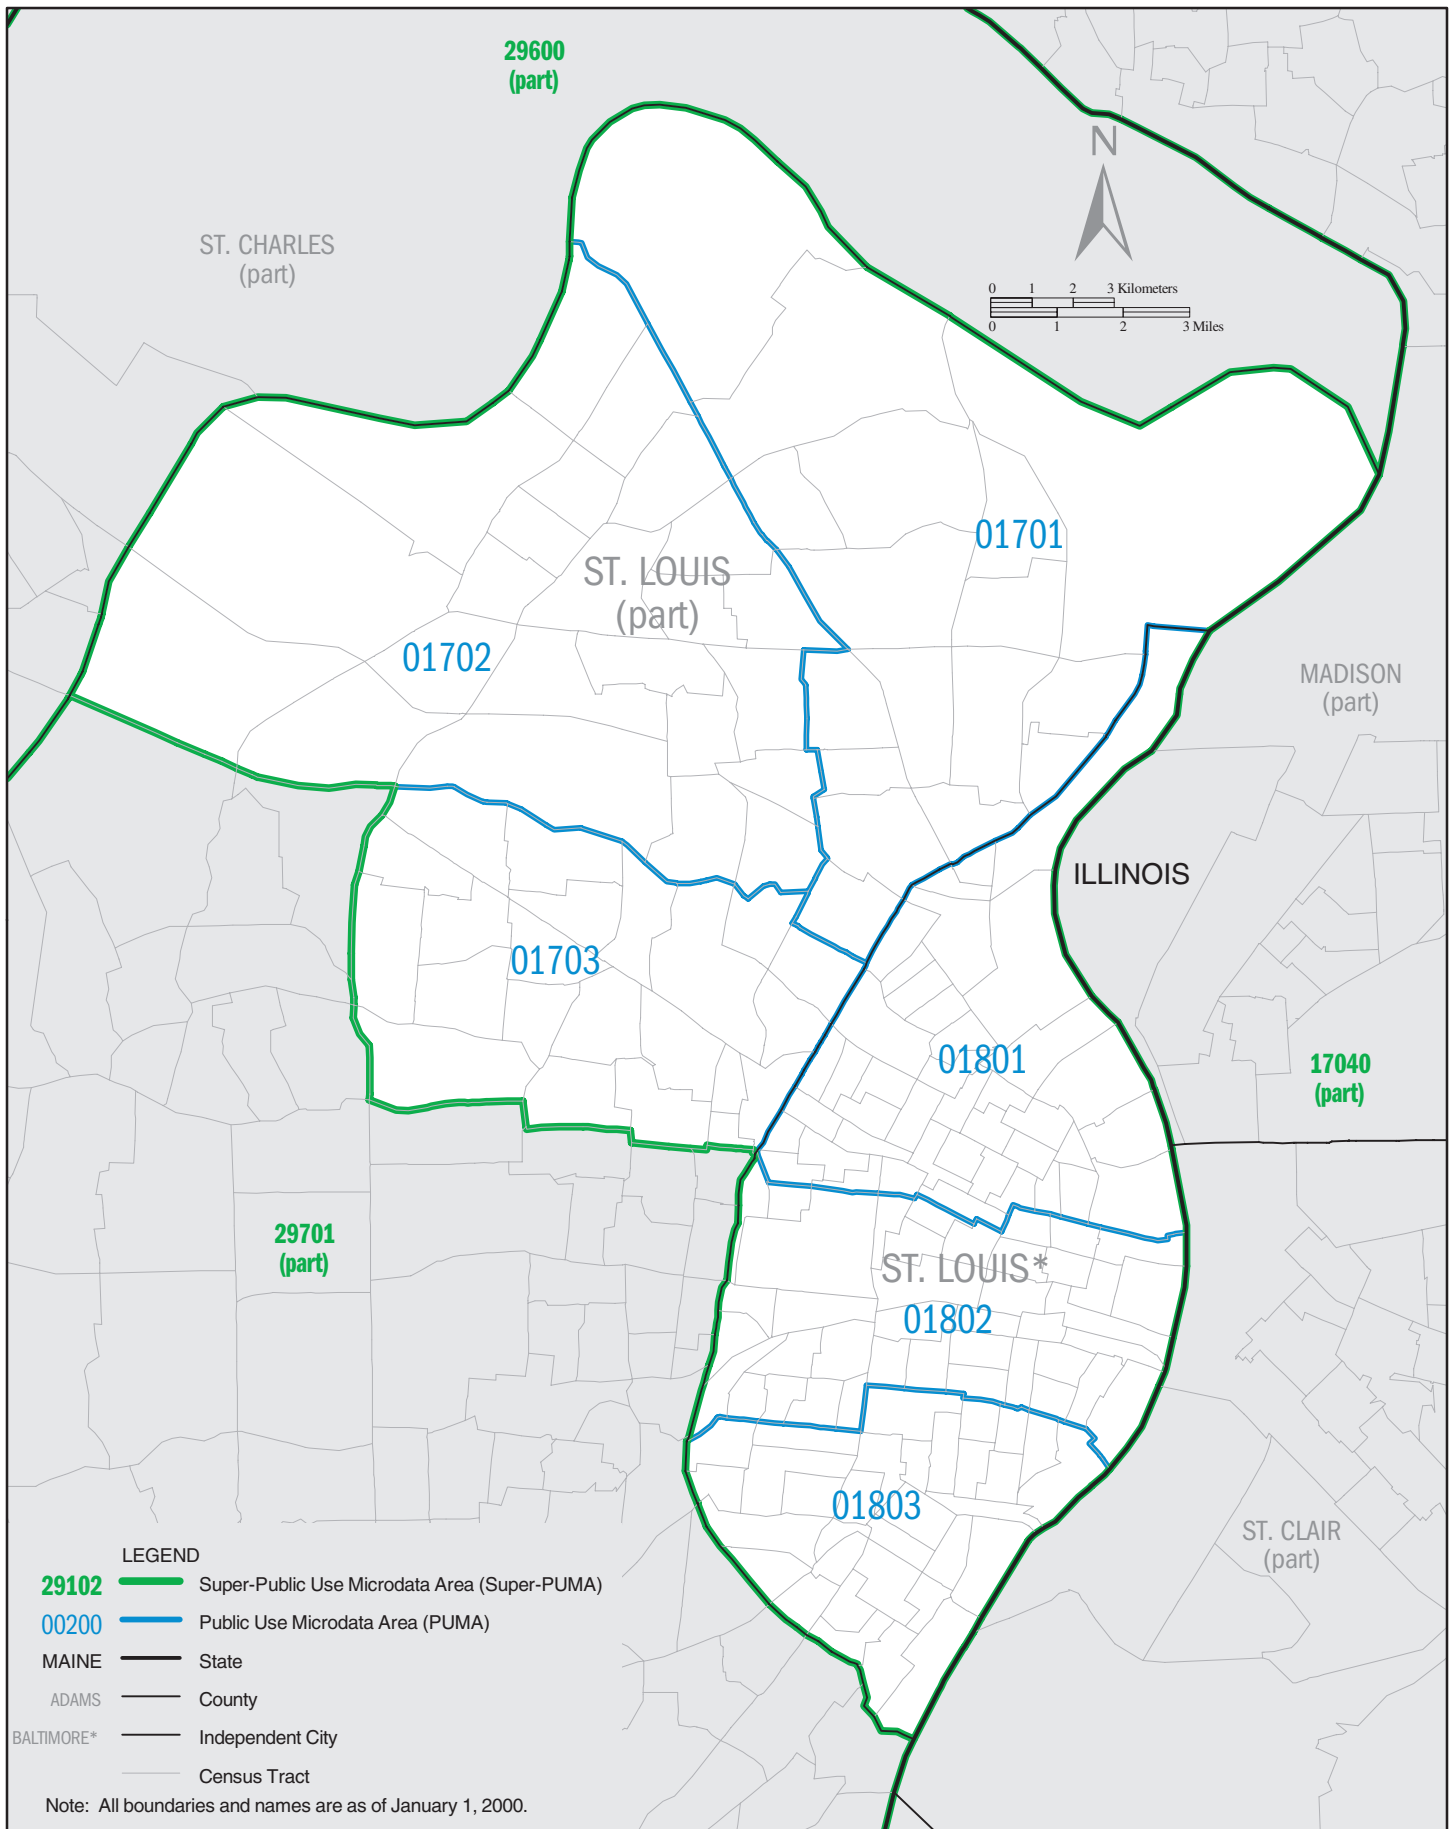 29600
(part)
N
ST. CHARLES
(part)
0 1 2 3 Kilometers
0 1 2 3 Miles
01701
ST. LOUIS
(part)
01702
MADISON
(part)
ILLINOIS
01703
01801
17040
(part)
29701
(part)
ST. LOUIS*
01802
01803
ST. CLAIR
(part)
LEGEND
29102 Super-Public Use Microdata Area (Super-PUMA)
00200 Public Use Microdata Area (PUMA)
MAINE State
ADAMS County
BALTIMORE* Independent City
Census Tract
Note: All boundaries and names are as of January 1, 2000.